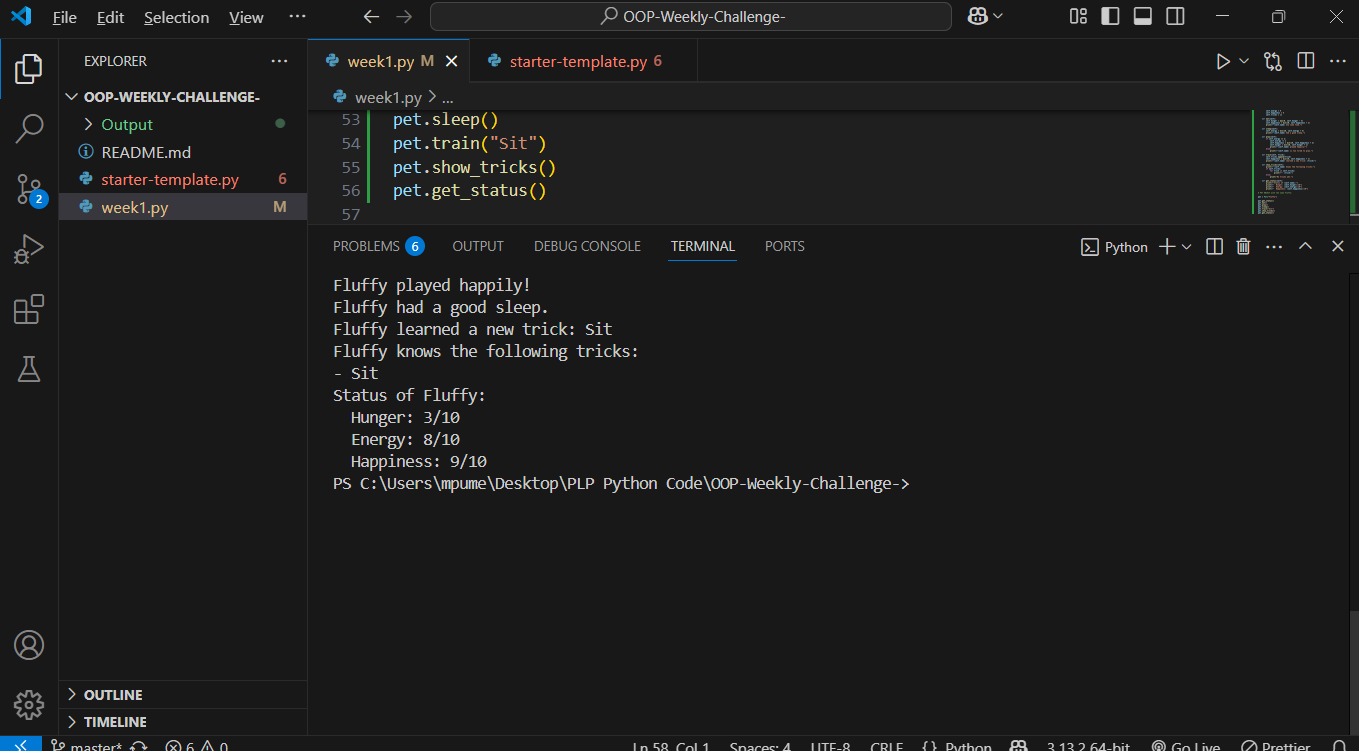 File Edit Selection View ··· OOP-Weekly-Challenge-
EXPLORER ···
OOP-WEEKLY-CHALLENGE-
Output
README.md
starter-template.py 6
week1.py M
2
OUTLINE
TIMELINE
week1.py M starter-template.py 6
week1.py > ...
53 pet.sleep()
54 pet.train("Sit")
55 pet.show_tricks()
56 pet.get_status()
57
PROBLEMS 6 OUTPUT DEBUG CONSOLE TERMINAL PORTS Python
Fluffy played happily!
Fluffy had a good sleep.
Fluffy learned a new trick: Sit
Fluffy knows the following tricks:
- Sit
Status of Fluffy:
Hunger: 3/10
Energy: 8/10
Happiness: 9/10
PS C:\Users\mpume\Desktop\PLP Python Code\OOP-Weekly-Challenge->
master* 6 0 Ln 58, Col 1 Spaces: 4 UTF-8 CRLF {} Python 3.13.2 64-bit Go Live Prettier